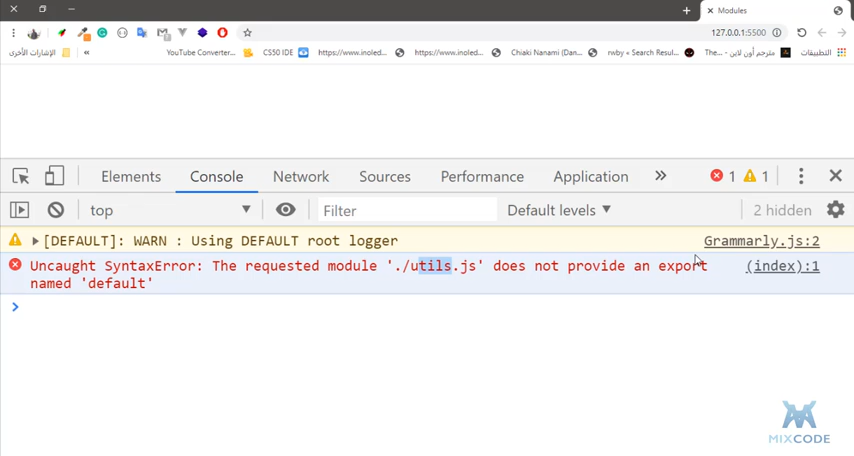 Modules
127.0.0.1:5500
الإشارات الأخرى
YouTube Converter...
CS50 IDE
https://www.inoled...
https://www.inoled...
Chiaki Nanami (Dan...
rwby « Search Resul...
مترجم أون لاين - The...
التطبيقات
Elements
Console
Network
Sources
Performance
Application
»
1
1
top
Filter
Default levels
2 hidden
[DEFAULT]: WARN : Using DEFAULT root logger
Grammarly.js:2
Uncaught SyntaxError: The requested module './utils.js' does not provide an export
(index):1
named 'default'
MIXCODE